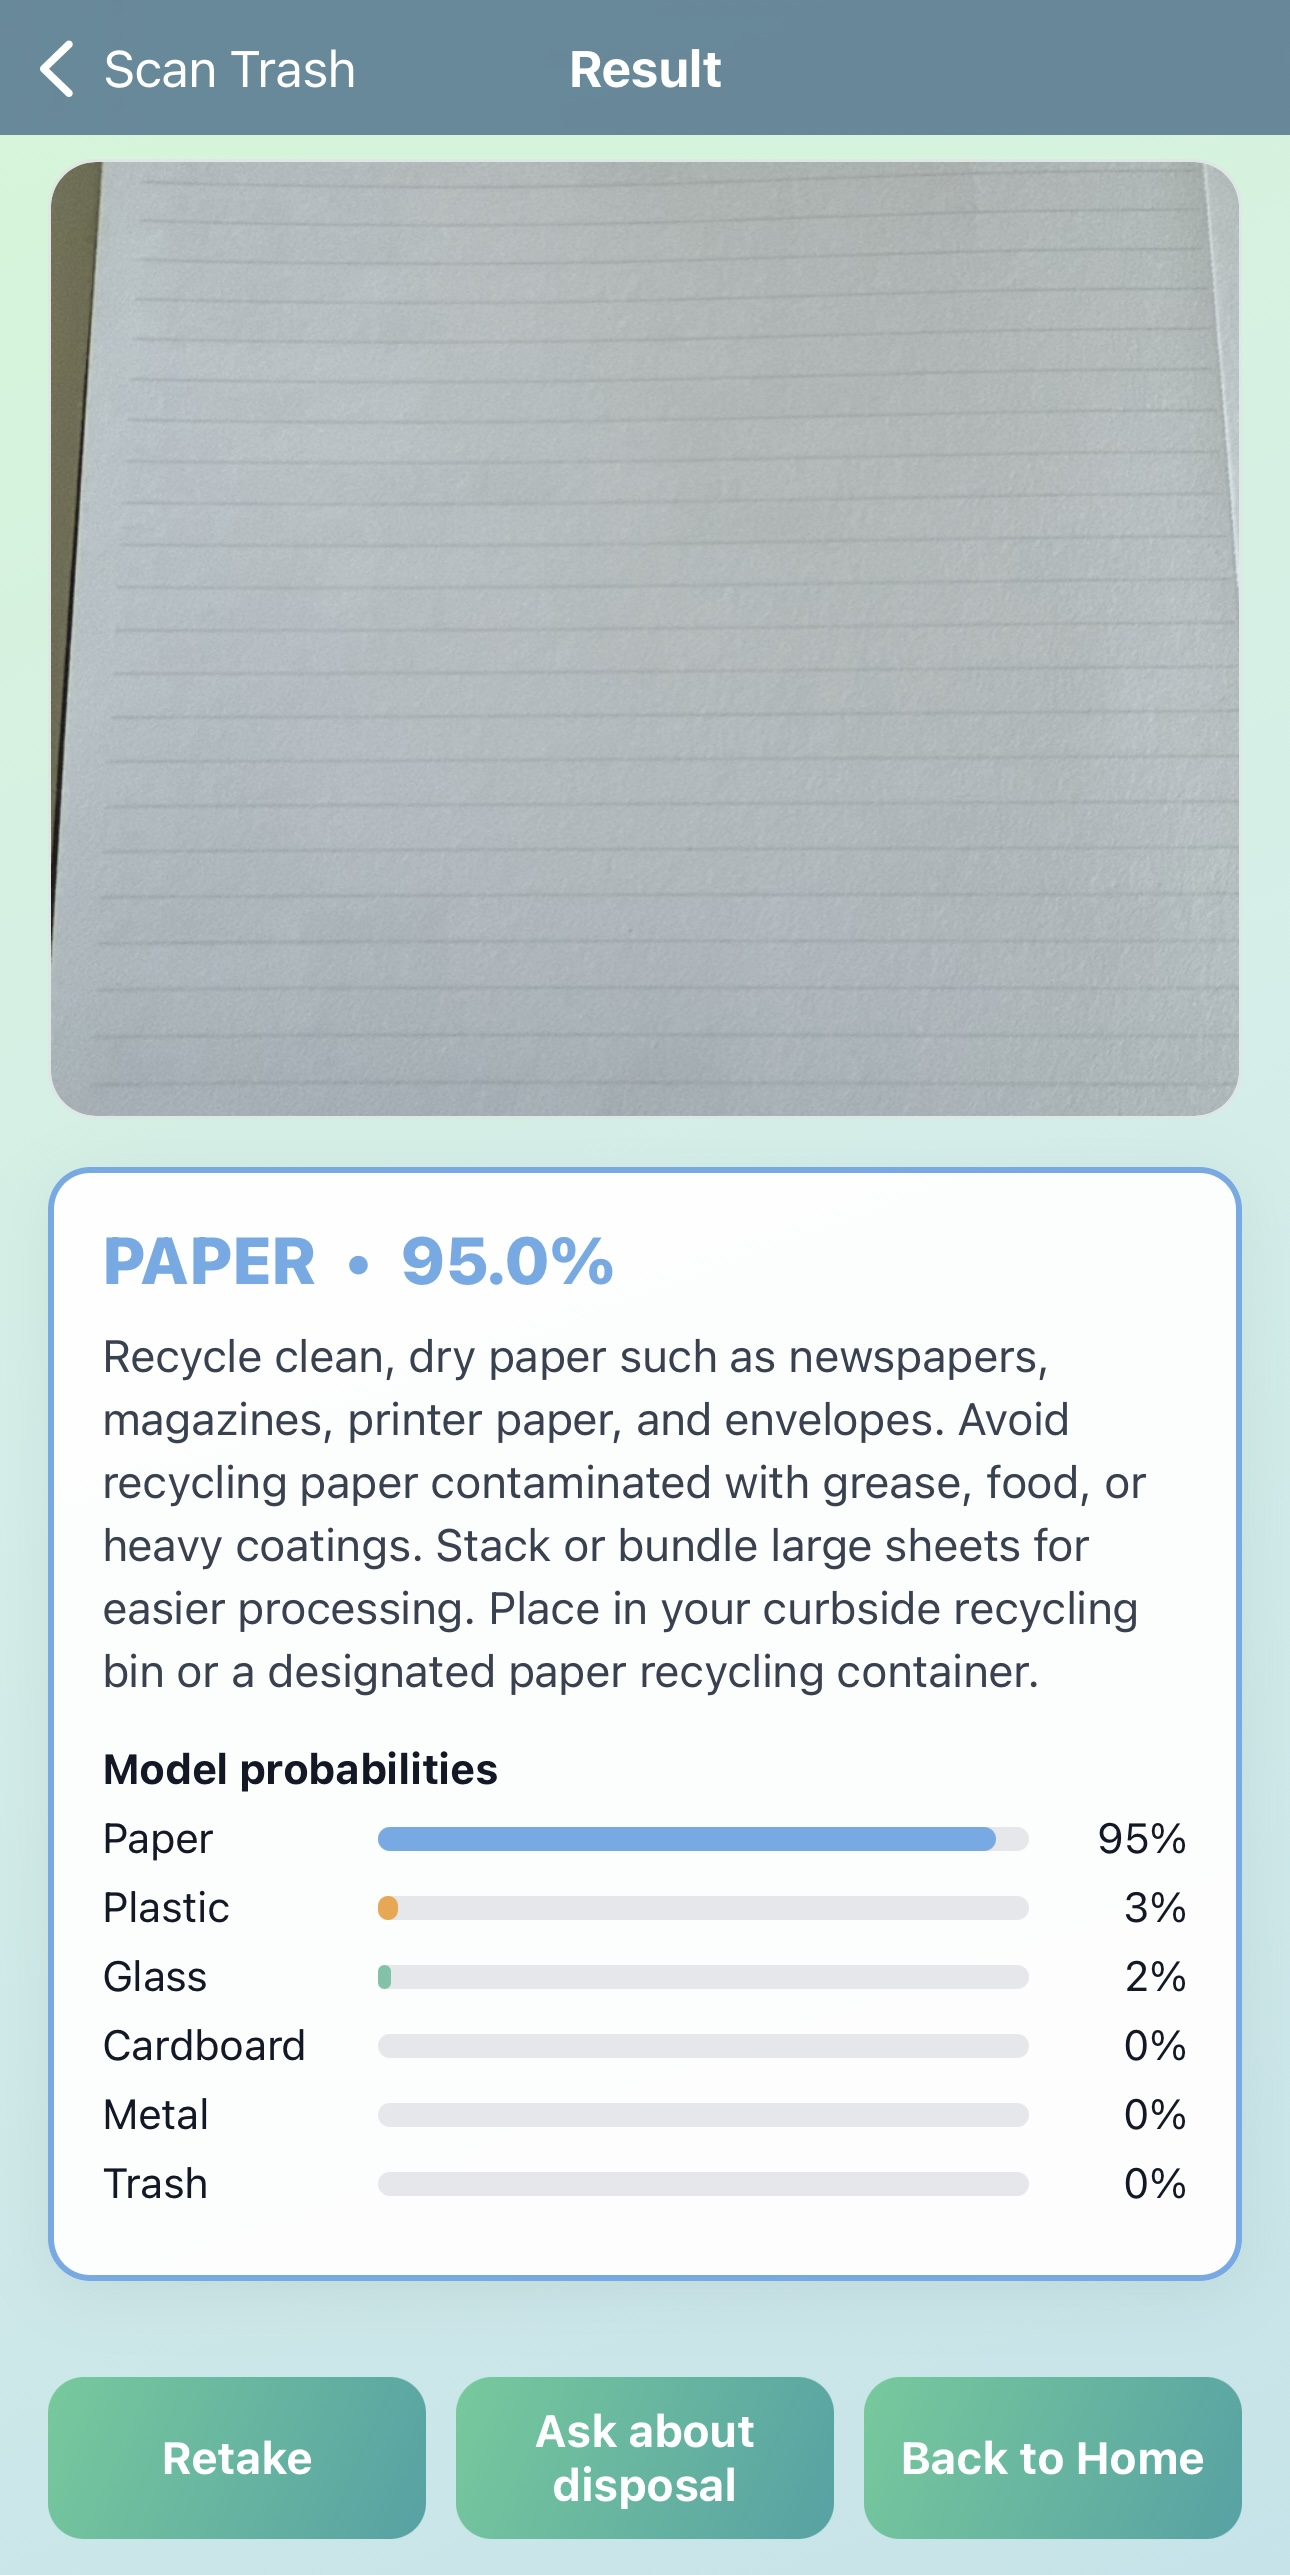 Scan Trash
Result
PAPER • 95.0%
Recycle clean, dry paper such as newspapers,
magazines, printer paper, and envelopes. Avoid
recycling paper contaminated with grease, food, or
heavy coatings. Stack or bundle large sheets for
easier processing. Place in your curbside recycling
bin or a designated paper recycling container.
Model probabilities
Paper 95%
Plastic 3%
Glass 2%
Cardboard 0%
Metal 0%
Trash 0%
Retake
Ask about
disposal
Back to Home